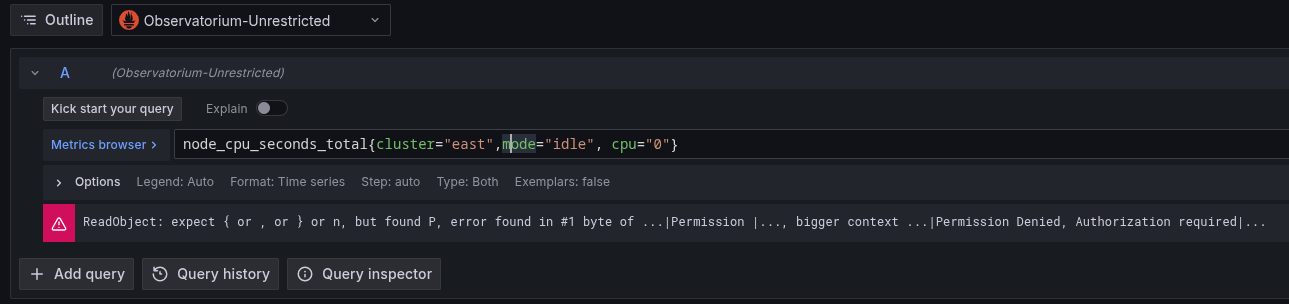 Outline Observatorium-Unrestricted
A (Observatorium-Unrestricted)
Kick start your query Explain
Metrics browser > node_cpu_seconds_total{cluster="east",mode="idle", cpu="0"}
> Options Legend: Auto Format: Time series Step: auto Type: Both Exemplars: false
ReadObject: expect { or , or } or n, but found P, error found in #1 byte of ...|Permission |..., bigger context ...|Permission Denied, Authorization required|...
+ Add query Query history Query inspector